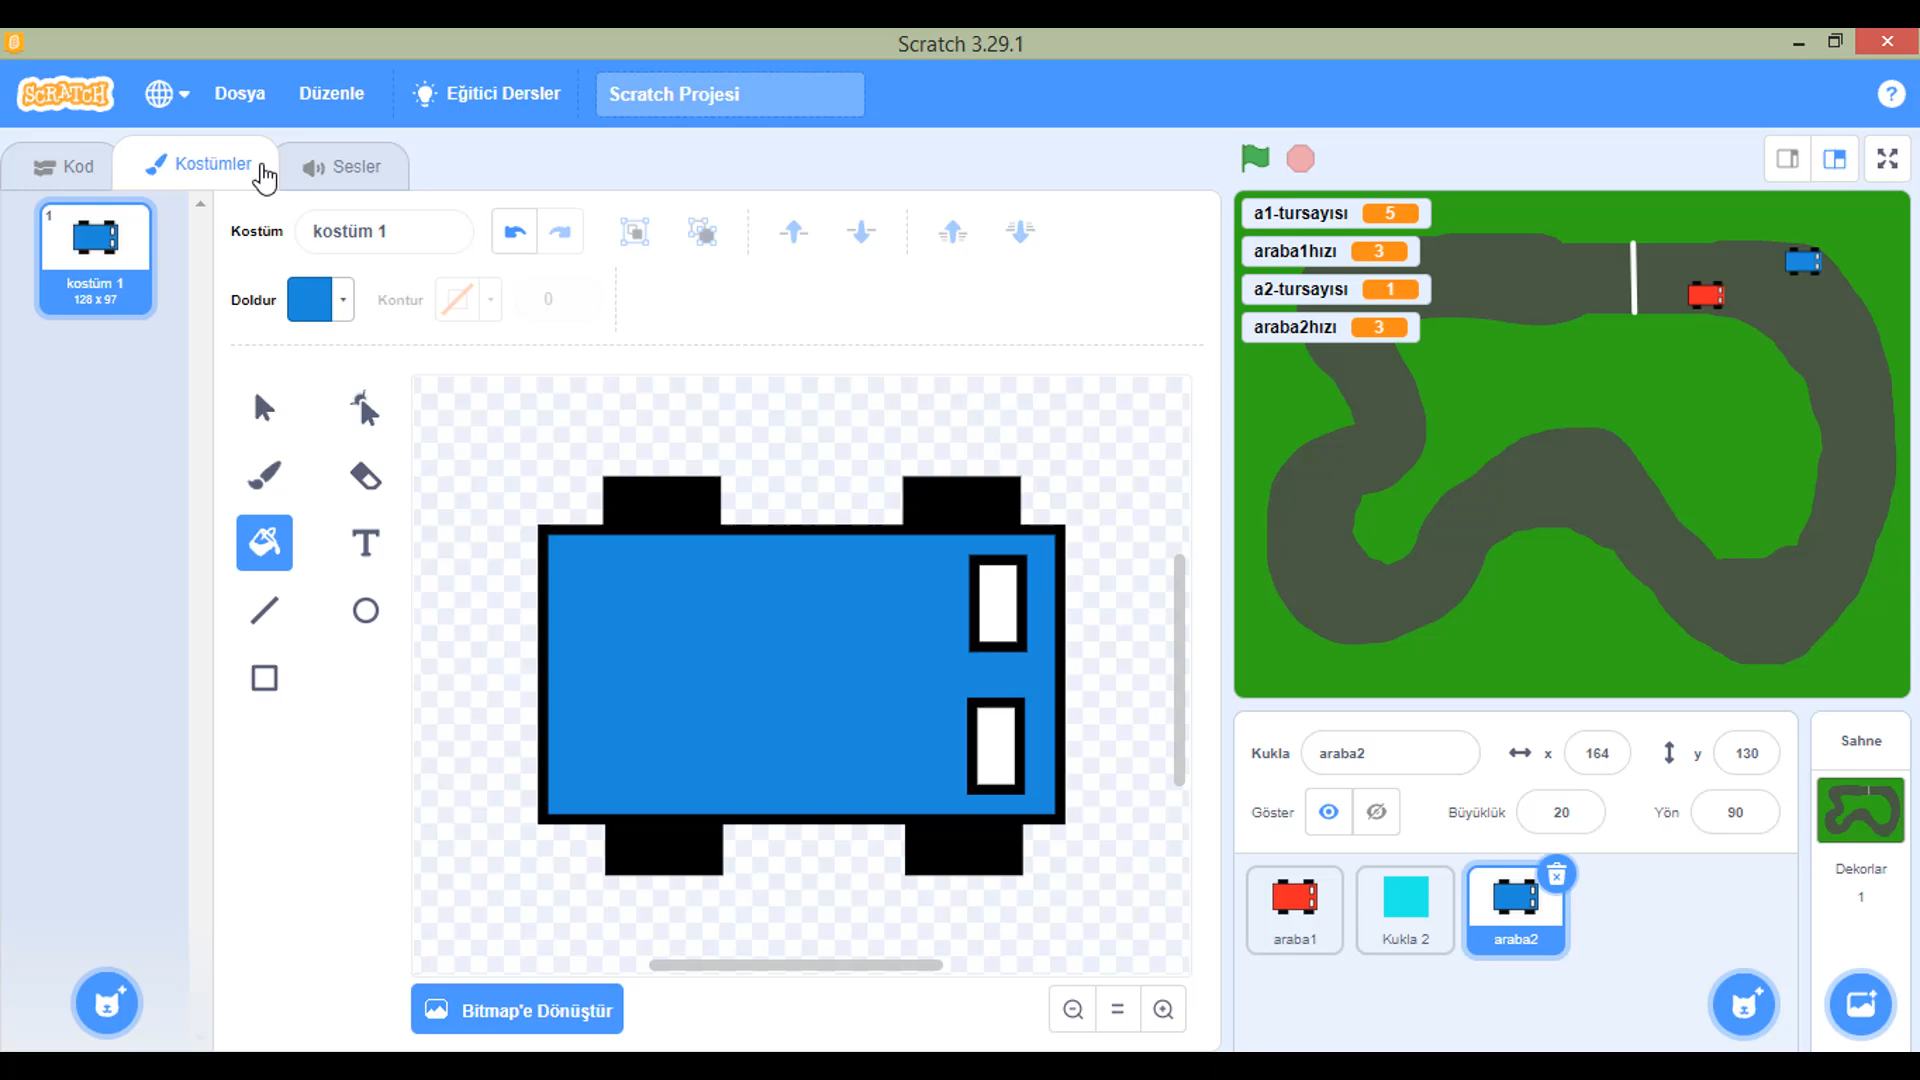 Scratch 3.29.1
SCRATCH
Dosya
Düzenle
Eğitici Dersler
Scratch Projesi
?
Kod
Kostümler
Sesler
1
kostüm 1
128 x 97
Kostüm
kostüm 1
Doldur
Kontur
0
T
Bitmap'e Dönüştür
a1-tursayısı 5
araba1hızı 3
a2-tursayısı 1
araba2hızı 3
Kukla
araba2
x
164
y
130
Göster
Büyüklük
20
Yön
90
araba1
Kukla 2
araba2
Sahne
Dekorlar
1